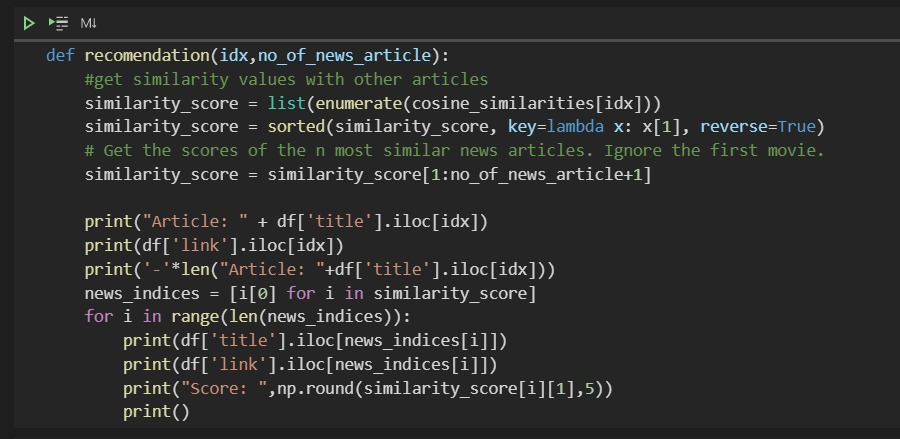 M↓
def recomendation(idx,no_of_news_article):
    #get similarity values with other articles
    similarity_score = list(enumerate(cosine_similarities[idx]))
    similarity_score = sorted(similarity_score, key=lambda x: x[1], reverse=True)
    # Get the scores of the n most similar news articles. Ignore the first movie.
    similarity_score = similarity_score[1:no_of_news_article+1]

    print("Article: " + df['title'].iloc[idx])
    print(df['link'].iloc[idx])
    print('-'*len("Article: "+df['title'].iloc[idx]))
    news_indices = [i[0] for i in similarity_score]
    for i in range(len(news_indices)):
        print(df['title'].iloc[news_indices[i]])
        print(df['link'].iloc[news_indices[i]])
        print("Score: ",np.round(similarity_score[i][1],5))
        print()